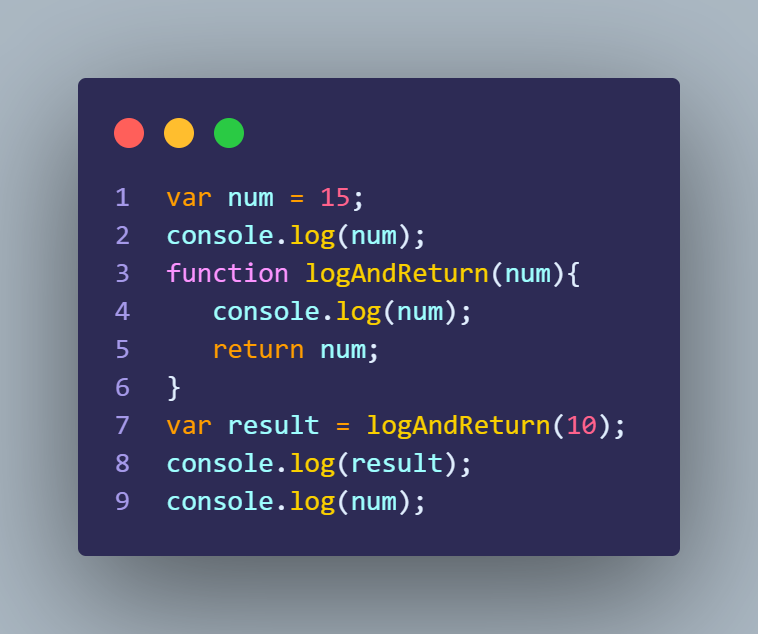 1 var num = 15;
2 console.log(num);
3 function logAndReturn(num){
4    console.log(num);
5    return num;
6 }
7 var result = logAndReturn(10);
8 console.log(result);
9 console.log(num);